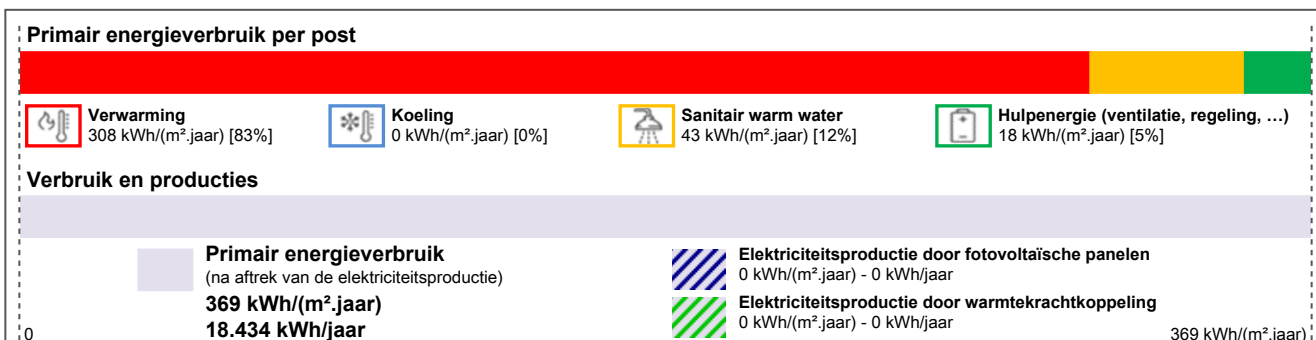 Primair energieverbruik per post
Verwarming
308 kWh/(m².jaar) [83%]
Koeling
0 kWh/(m².jaar) [0%]
Sanitair warm water
43 kWh/(m².jaar) [12%]
Hulpenergie (ventilatie, regeling, …)
18 kWh/(m².jaar) [5%]
Verbruik en producties
Primair energieverbruik
(na aftrek van de elektriciteitsproductie)
369 kWh/(m².jaar)
18.434 kWh/jaar
Elektriciteitsproductie door fotovoltaïsche panelen
0 kWh/(m².jaar) - 0 kWh/jaar
Elektriciteitsproductie door warmtekrachtkoppeling
0 kWh/(m².jaar) - 0 kWh/jaar
0
369 kWh/(m².jaar)